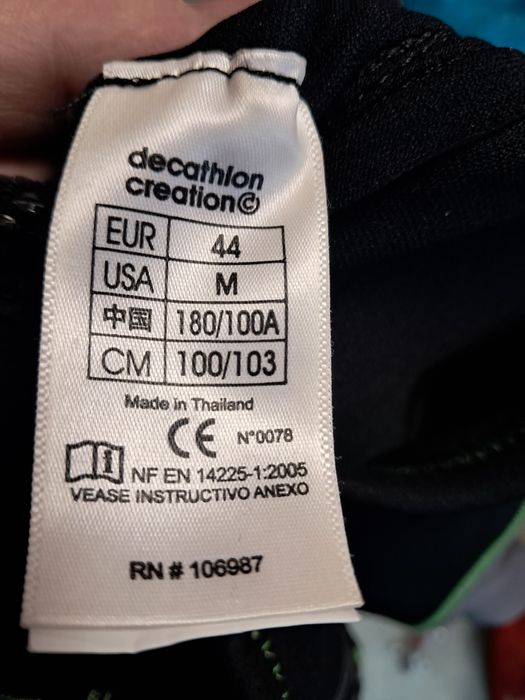 decathlon
creation©
EUR 44
USA M
中国 180/100A
CM 100/103
Made in Thailand
CE N°0078
NF EN 14225-1:2005
VEASE INSTRUCTIVO ANEXO
RN # 106987